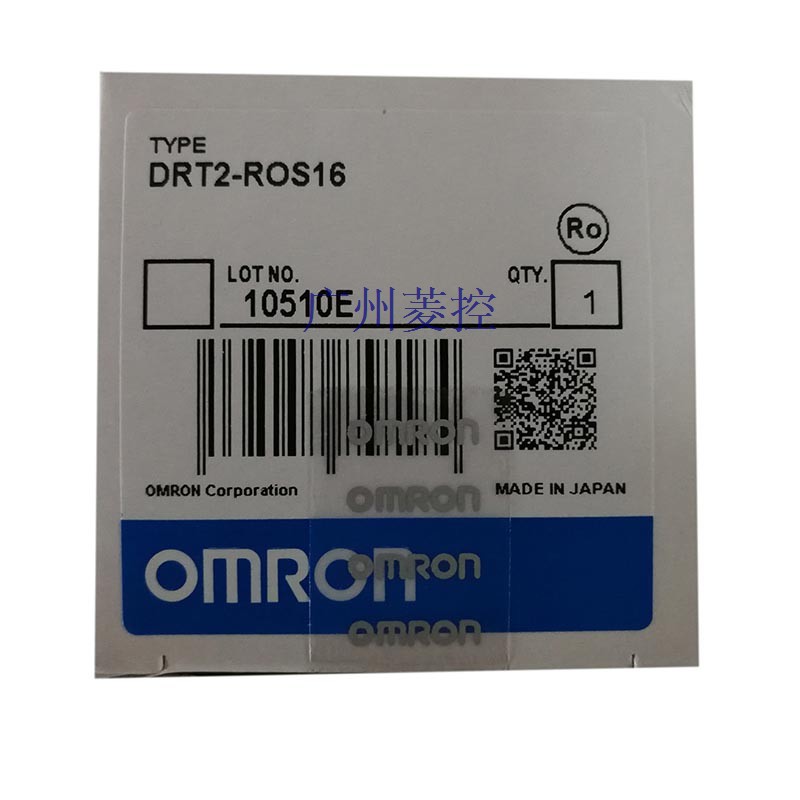 TYPE
DRT2-ROS16
Ro
LOT NO. QTY.
10510E 1
广州菱控
OMRON
OMRON Corporation MADE IN JAPAN
OMRON
OMRON
OMRON
OMRON